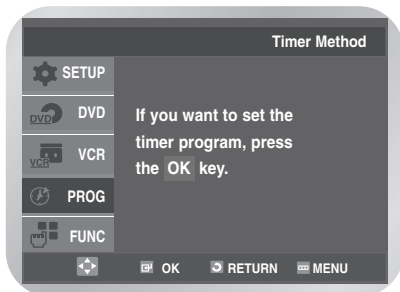 Timer Method
SETUP
DVD DVD
VCR VCR
PROG
FUNC
If you want to set the
timer program, press
the OK key.
OK RETURN MENU